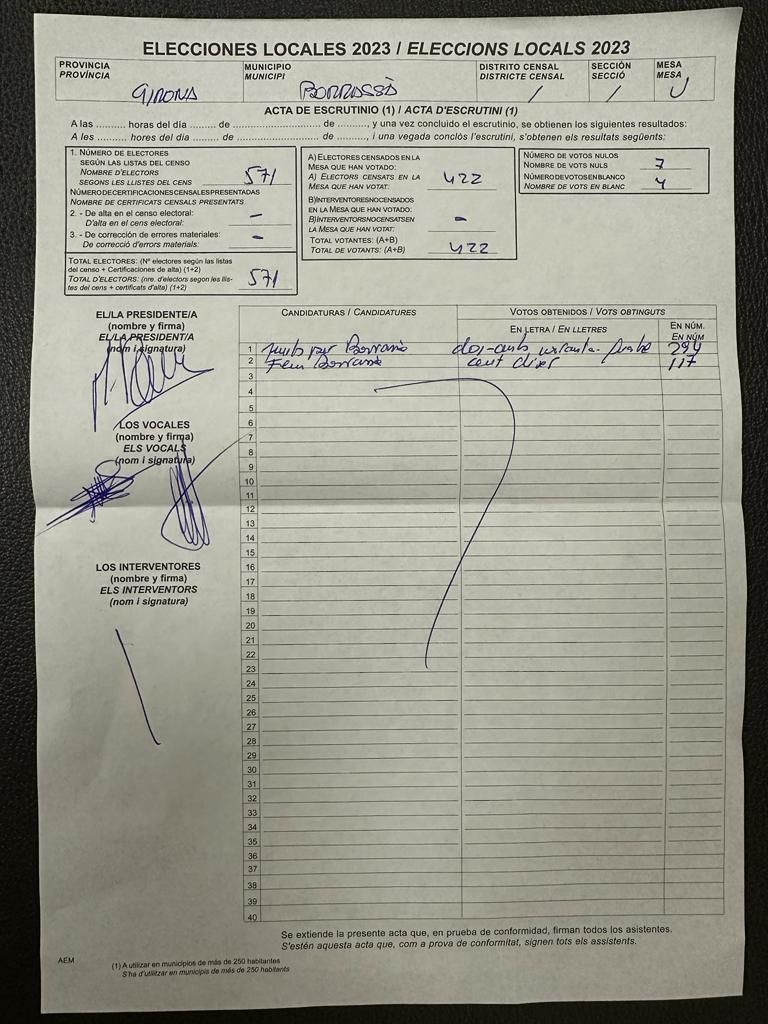 ELECCIONES LOCALES 2023 / ELECCIONS LOCALS 2023
PROVINCIA
PROVÍNCIA
GIRONA
MUNICIPIO
MUNICIPI
BORRASSÀ
DISTRITO CENSAL
DISTRICTE CENSAL
/
SECCIÓN
SECCIÓ
/
MESA
MESA
U
ACTA DE ESCRUTINIO (1) / ACTA D'ESCRUTINI (1)
A las .......... horas del día ........ de ........................... de ........., y una vez concluido el escrutinio, se obtienen los siguientes resultados:
A les .......... hores del dia ........ de ........................... de ........., i una vegada conclòs l'escrutini, s'obtenen els resultats següents:
1. NÚMERO DE ELECTORES
SEGÚN LAS LISTAS DEL CENSO
NOMBRE D'ELECTORS
SEGONS LES LLISTES DEL CENS
571
NÚMERO DE CERTIFICACIONES CENSALES PRESENTADAS
NOMBRE DE CERTIFICATS CENSALS PRESENTATS
2. - De alta en el censo electoral:
D'alta en el cens electoral:
–
3. - De corrección de errores materiales:
De correcció d'errors materials:
–
TOTAL ELECTORES: (Nº electores según las listas
del censo + Certificaciones de alta) (1+2)
TOTAL D'ELECTORS: (nre. d'electors segons les llis-
tes del cens + certificats d'alta) (1+2)
571
A) ELECTORES CENSADOS EN LA
MESA QUE HAN VOTADO:
A) ELECTORS CENSATS EN LA
MESA QUE HAN VOTAT:
422
B) INTERVENTORES NO CENSADOS
EN LA MESA QUE HAN VOTADO:
B) INTERVENTORS NO CENSATS EN
LA MESA QUE HAN VOTAT:
–
TOTAL VOTANTES: (A+B)
TOTAL DE VOTANTS: (A+B)
422
NÚMERO DE VOTOS NULOS
NOMBRE DE VOTS NULS
7
NÚMERO DE VOTOS EN BLANCO
NOMBRE DE VOTS EN BLANC
4
EL/LA PRESIDENTE/A
(nombre y firma)
EL/LA PRESIDENT/A
(nom i signatura)
LOS VOCALES
(nombre y firma)
ELS VOCALS
(nom i signatura)
LOS INTERVENTORES
(nombre y firma)
ELS INTERVENTORS
(nom i signatura)
CANDIDATURAS / CANDIDATURES
VOTOS OBTENIDOS / VOTS OBTINGUTS
EN LETRA / EN LLETRES
EN NÚM.
EN NÚM
1 Junts per Borrassà dos-cents 294
2 Fem Borrassà cent disset 117
3
4
5
6
7
8
9
10
11
12
13
14
15
16
17
18
19
20
21
22
23
24
25
26
27
28
29
30
31
32
33
34
35
36
37
38
39
40
Se extiende la presente acta que, en prueba de conformidad, firman todos los asistentes.
S'estén aquesta acta que, com a prova de conformitat, signen tots els assistents.
AEM
(1) A utilizar en municipios de más de 250 habitantes
S'ha d'utilitzar en municipis de més de 250 habitants